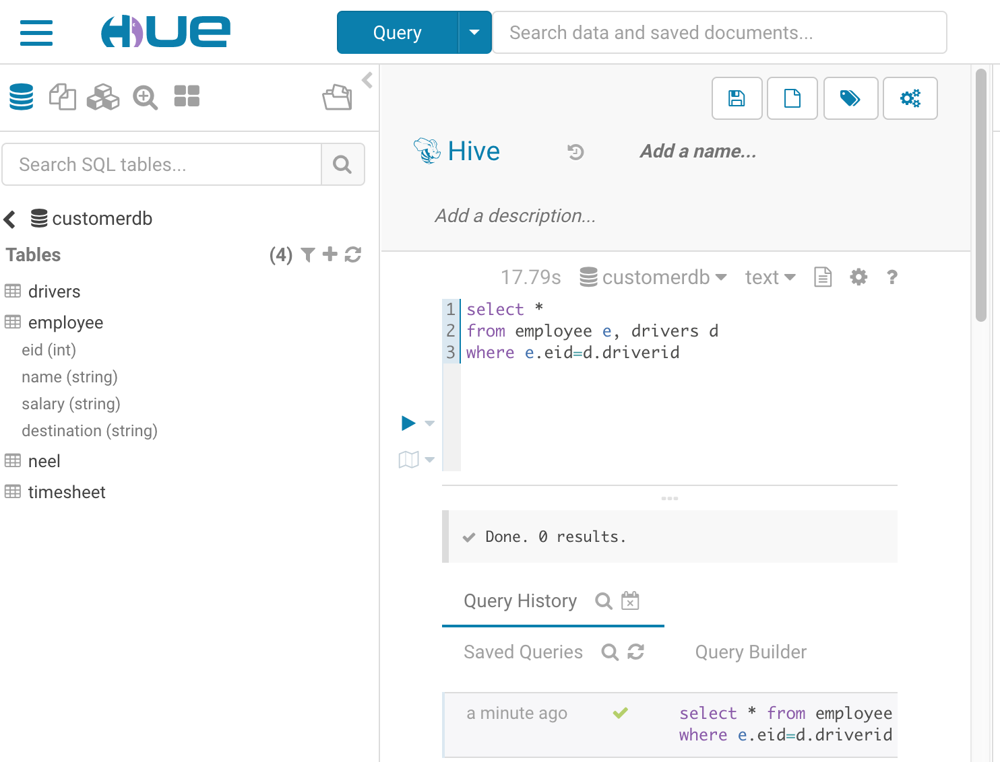 HUE
Query
Search data and saved documents...
Search SQL tables...
customerdb
Tables (4)
drivers
employee
eid (int)
name (string)
salary (string)
destination (string)
neel
timesheet
Hive
Add a name...
Add a description...
17.79s customerdb text ?
1 select *
2 from employee e, drivers d
3 where e.eid=d.driverid
Done. 0 results.
Query History
Saved Queries Query Builder
a minute ago select * from employee
where e.eid=d.driverid